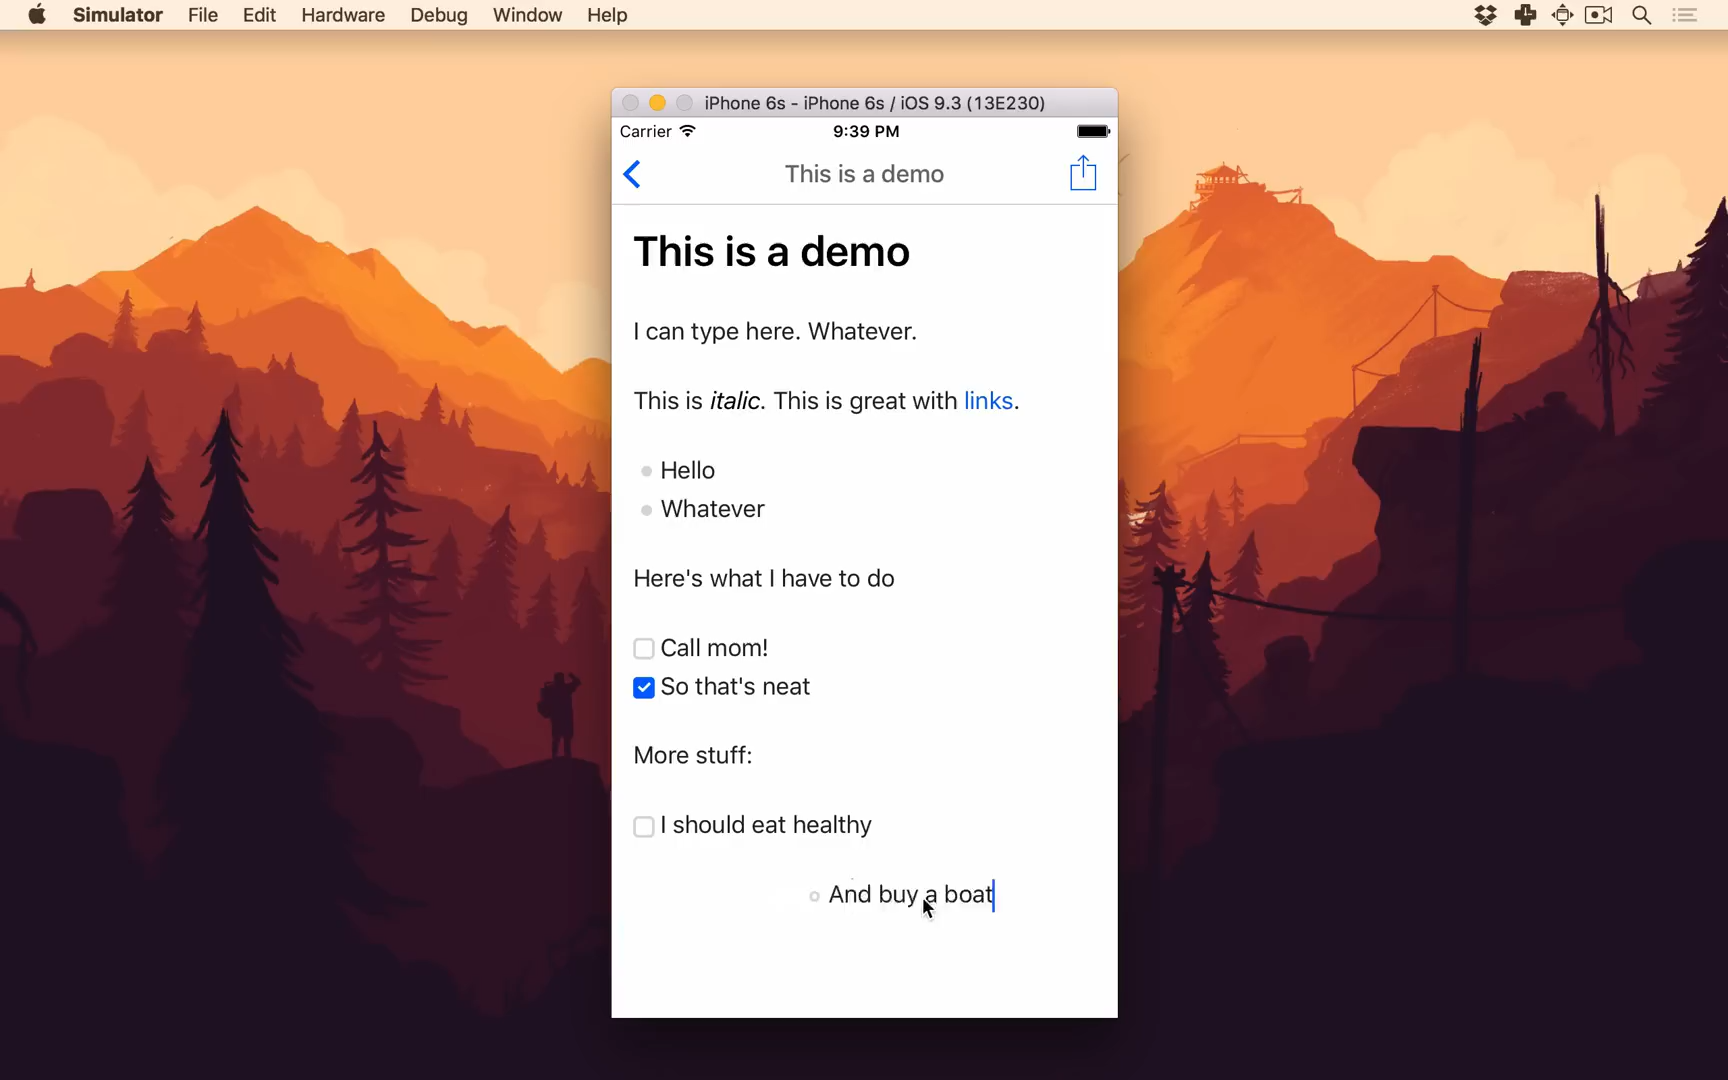 Simulator File Edit Hardware Debug Window Help
iPhone 6s - iPhone 6s / iOS 9.3 (13E230)
Carrier 9:39 PM
This is a demo
This is a demo
I can type here. Whatever.
This is italic. This is great with links.
Hello
Whatever
Here's what I have to do
Call mom!
So that's neat
More stuff:
I should eat healthy
And buy a boat